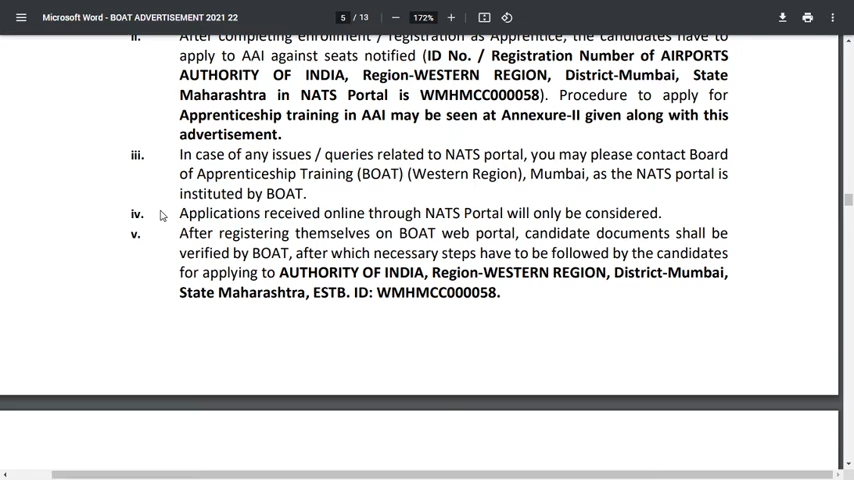 Microsoft Word - BOAT ADVERTISEMENT 2021 22
5 / 13
172%
ii. After completing enrollment / registration as Apprentice, the candidates have to
apply to AAI against seats notified (ID No. / Registration Number of AIRPORTS
AUTHORITY OF INDIA, Region-WESTERN REGION, District-Mumbai, State
Maharashtra in NATS Portal is WMHMCC000058). Procedure to apply for
Apprenticeship training in AAI may be seen at Annexure-II given along with this
advertisement.
iii. In case of any issues / queries related to NATS portal, you may please contact Board
of Apprenticeship Training (BOAT) (Western Region), Mumbai, as the NATS portal is
instituted by BOAT.
iv. Applications received online through NATS Portal will only be considered.
v. After registering themselves on BOAT web portal, candidate documents shall be
verified by BOAT, after which necessary steps have to be followed by the candidates
for applying to AUTHORITY OF INDIA, Region-WESTERN REGION, District-Mumbai,
State Maharashtra, ESTB. ID: WMHMCC000058.